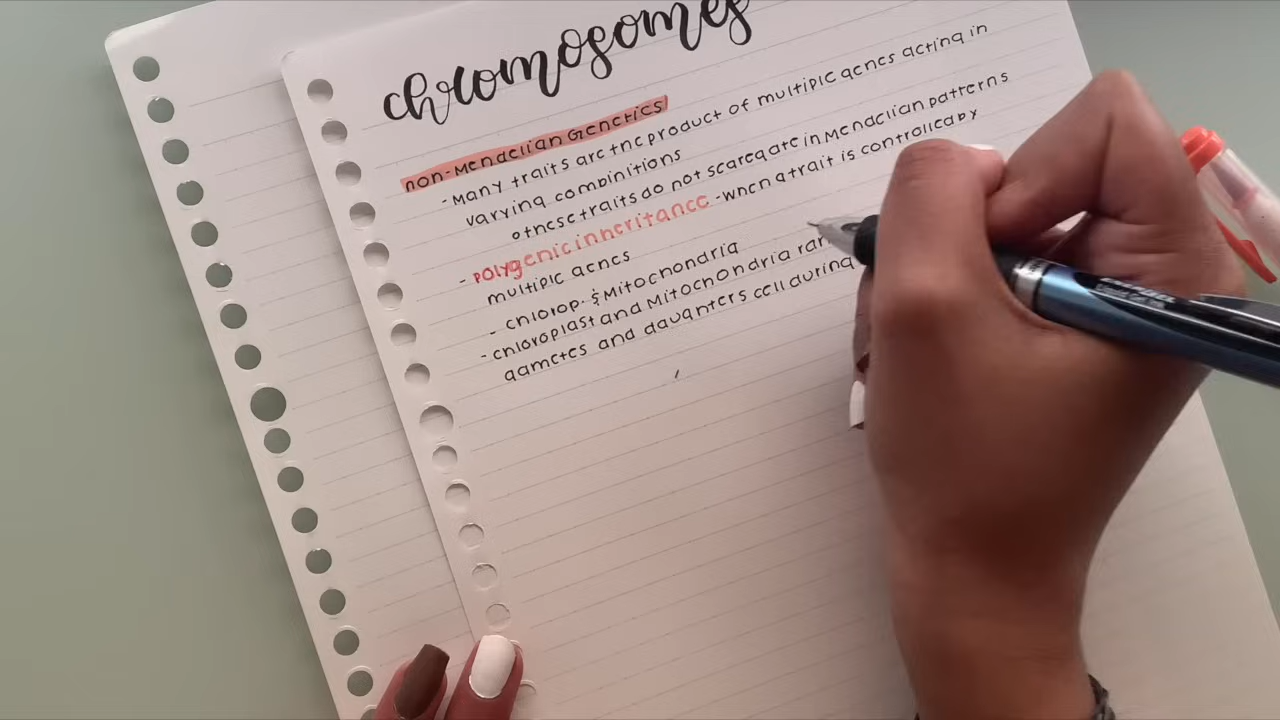 chromosomes
non-Mendelian Genetics
- Many traits are the product of multiple genes acting in
varying combinitions
othese traits do not segregate in Mendelian patterns
- polygenic inheritance - when a trait is controlled by
multiple genes
- chlorop. & Mitochondria
- chloroplast and Mitochondria ran
gametes and daughters cell during